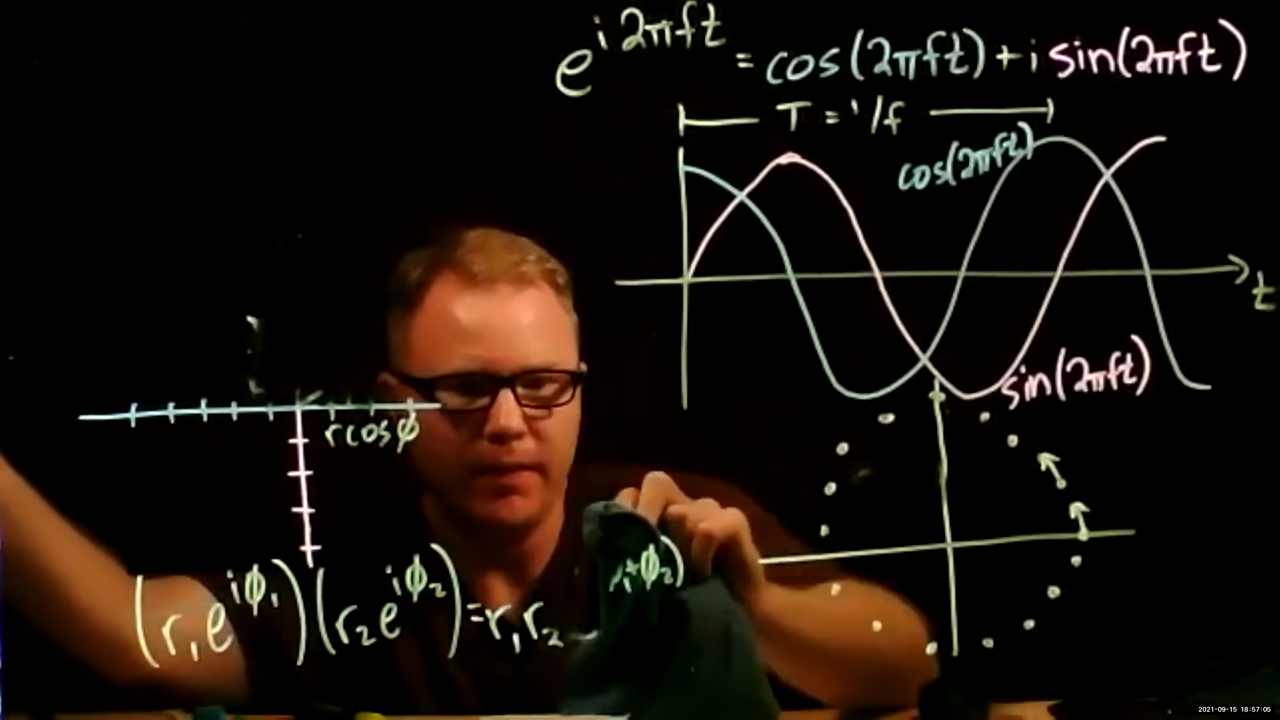 e^{i2πft} = cos(2πft) + i sin(2πft)
T = 1/f
cos(2πft)
t
sin(2πft)
r cos ϕ
(r₁e^{iϕ₁})(r₂e^{iϕ₂}) = r₁r₂
ϕ₂)
2021-09-15 18:57:05